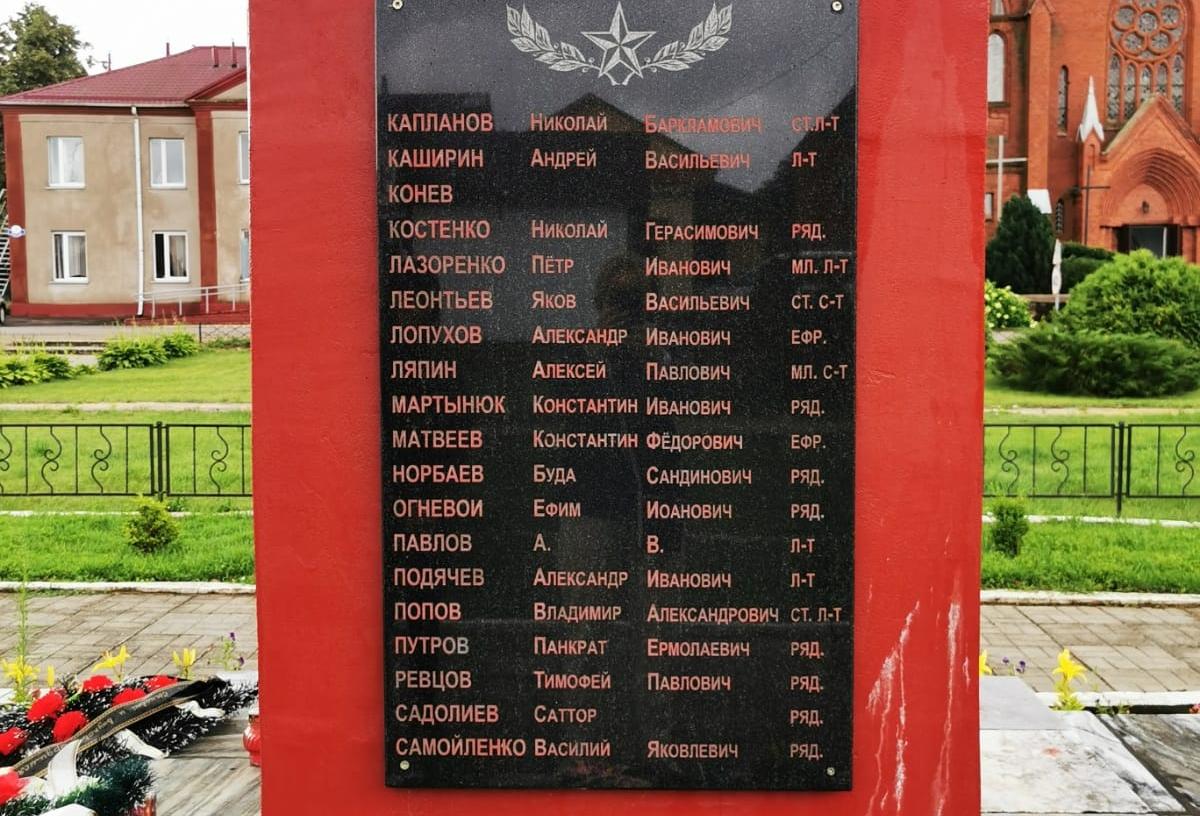 КАПЛАНОВ НИКОЛАЙ БАРКЛАМОВИЧ СТ.Л-Т
КАШИРИН АНДРЕЙ ВАСИЛЬЕВИЧ Л-Т
КОНЕВ
КОСТЕНКО НИКОЛАЙ ГЕРАСИМОВИЧ РЯД.
ЛАЗОРЕНКО ПЁТР ИВАНОВИЧ МЛ. Л-Т
ЛЕОНТЬЕВ ЯКОВ ВАСИЛЬЕВИЧ СТ. С-Т
ЛОПУХОВ АЛЕКСАНДР ИВАНОВИЧ ЕФР.
ЛЯПИН АЛЕКСЕЙ ПАВЛОВИЧ МЛ. С-Т
МАРТЫНЮК КОНСТАНТИН ИВАНОВИЧ РЯД.
МАТВЕЕВ КОНСТАНТИН ФЁДОРОВИЧ ЕФР.
НОРБАЕВ БУДА САНДИНОВИЧ РЯД.
ОГНЕВОИ ЕФИМ ИОАНОВИЧ РЯД.
ПАВЛОВ А. В. Л-Т
ПОДЯЧЕВ АЛЕКСАНДР ИВАНОВИЧ Л-Т
ПОПОВ ВЛАДИМИР АЛЕКСАНДРОВИЧ СТ. Л-Т
ПУТРОВ ПАНКРАТ ЕРМОЛАЕВИЧ РЯД.
РЕВЦОВ ТИМОФЕЙ ПАВЛОВИЧ РЯД.
САДОЛИЕВ САТТОР РЯД.
САМОЙЛЕНКО ВАСИЛИЙ ЯКОВЛЕВИЧ РЯД.